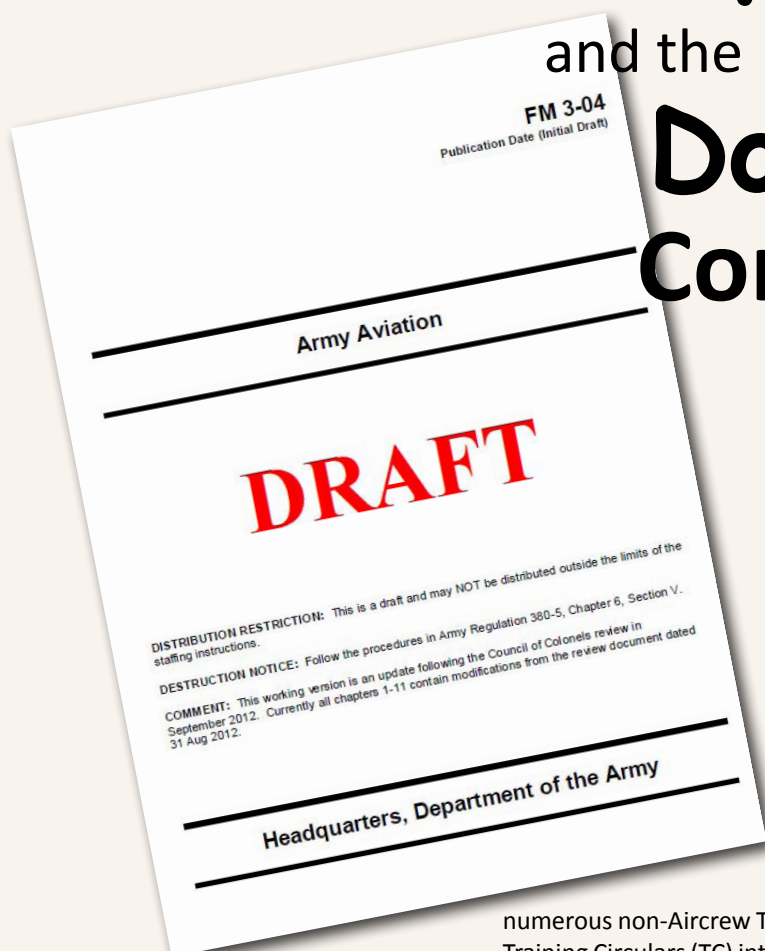 and the
FM 3-04
Publication Date (Initial Draft)
Army Aviation
DRAFT
DISTRIBUTION RESTRICTION: This is a draft and may NOT be distributed outside the limits of the
staffing instructions.
DESTRUCTION NOTICE: Follow the procedures in Army Regulation 380-5, Chapter 6, Section V.
COMMENT: This working version is an update following the Council of Colonels review in
September 2012. Currently all chapters 1-11 contain modifications from the review document dated
31 Aug 2012.
Headquarters, Department of the Army
numerous non-Aircrew
Training Circulars (TC)